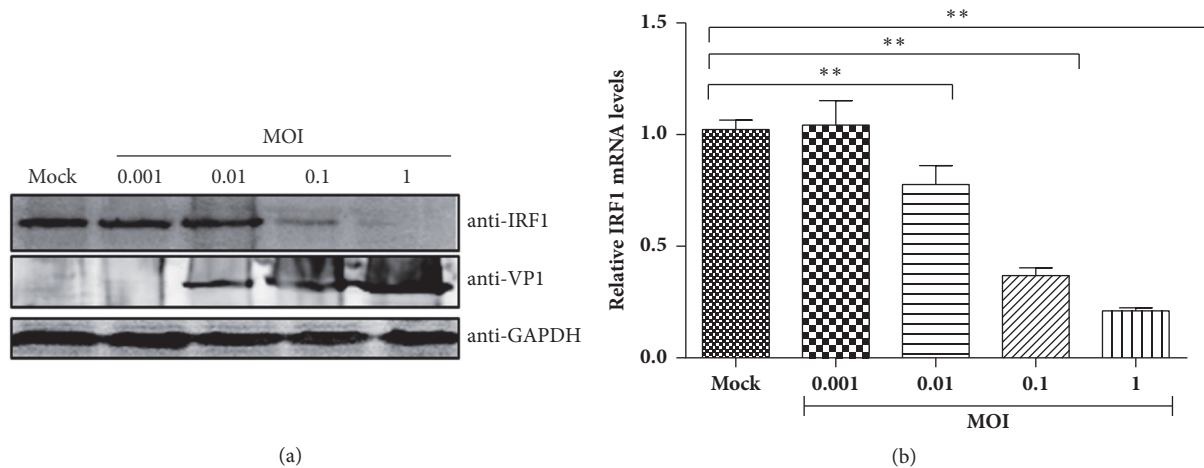 MOI
Mock 0.001 0.01 0.1 1
anti-IRF1
anti-VP1
anti-GAPDH
(a)
**
**
**
Relative IRF1 mRNA levels
1.5
1.0
0.5
0.0
Mock 0.001 0.01 0.1 1
MOI
(b)